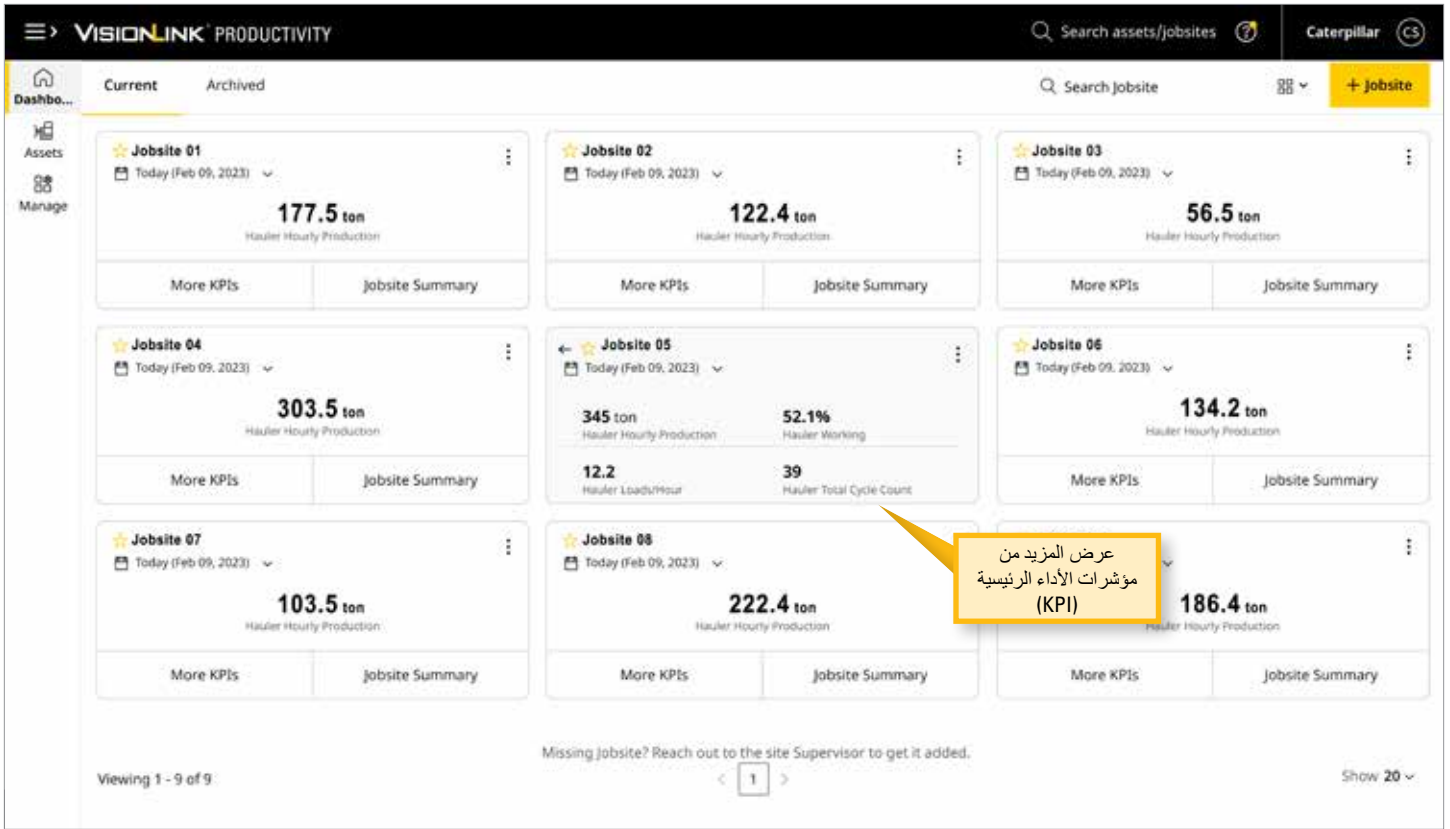 VISIONLINK PRODUCTIVITY
Search assets/jobsites
Caterpillar CS
Dashbo...
Current Archived
Search Jobsite
+ Jobsite
Assets
Manage
Jobsite 01
Today (Feb 09, 2023)
177.5 ton
Hauler Hourly Production
More KPIs Jobsite Summary
Jobsite 02
Today (Feb 09, 2023)
122.4 ton
Hauler Hourly Production
More KPIs Jobsite Summary
Jobsite 03
Today (Feb 09, 2023)
56.5 ton
Hauler Hourly Production
More KPIs Jobsite Summary
Jobsite 04
Today (Feb 09, 2023)
303.5 ton
Hauler Hourly Production
More KPIs Jobsite Summary
Jobsite 05
Today (Feb 09, 2023)
345 ton
Hauler Hourly Production
52.1%
Hauler Working
12.2
Hauler Loads/Hour
39
Hauler Total Cycle Count
Jobsite 06
Today (Feb 09, 2023)
134.2 ton
Hauler Hourly Production
More KPIs Jobsite Summary
Jobsite 07
Today (Feb 09, 2023)
103.5 ton
Hauler Hourly Production
More KPIs Jobsite Summary
Jobsite 08
Today (Feb 09, 2023)
222.4 ton
Hauler Hourly Production
More KPIs Jobsite Summary
عرض المزيد من
مؤشرات الأداء الرئيسية
(KPI)
186.4 ton
Hauler Hourly Production
More KPIs Jobsite Summary
Missing Jobsite? Reach out to the site Supervisor to get it added.
Viewing 1 - 9 of 9
< 1 >
Show 20